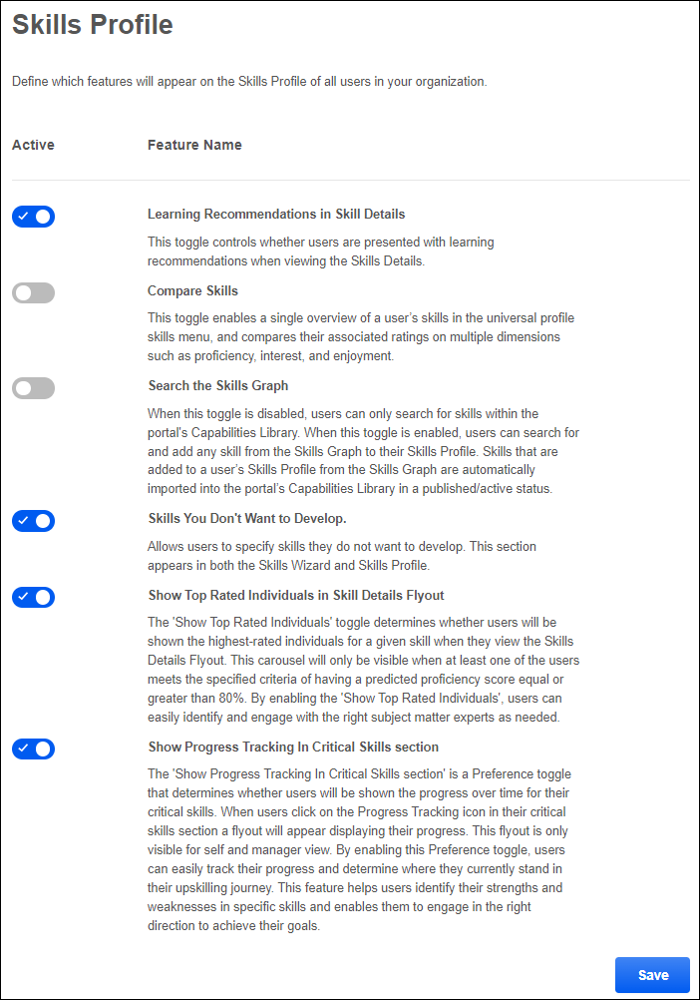 Skills Profile
Define which features will appear on the Skills Profile of all users in your organization.
Active Feature Name
Learning Recommendations in Skill Details
This toggle controls whether users are presented with learning
recommendations when viewing the Skills Details.
Compare Skills
This toggle enables a single overview of a user's skills in the universal profile
skills menu, and compares their associated ratings on multiple dimensions
such as proficiency, interest, and enjoyment.
Search the Skills Graph
When this toggle is disabled, users can only search for skills within the
portal's Capabilities Library. When this toggle is enabled, users can search for
and add any skill from the Skills Graph to their Skills Profile. Skills that are
added to a user's Skills Profile from the Skills Graph are automatically
imported into the portal's Capabilities Library in a published/active status.
Skills You Don't Want to Develop.
Allows users to specify skills they do not want to develop. This section
appears in both the Skills Wizard and Skills Profile.
Show Top Rated Individuals in Skill Details Flyout
The 'Show Top Rated Individuals' toggle determines whether users will be
shown the highest-rated individuals for a given skill when they view the Skills
Details Flyout. This carousel will only be visible when at least one of the users
meets the specified criteria of having a predicted proficiency score equal or
greater than 80%. By enabling the 'Show Top Rated Individuals', users can
easily identify and engage with the right subject matter experts as needed.
Show Progress Tracking In Critical Skills section
The 'Show Progress Tracking In Critical Skills section' is a Preference toggle
that determines whether users will be shown the progress over time for their
critical skills. When users click on the Progress Tracking icon in their critical
skills section a flyout will appear displaying their progress. This flyout is only
visible for self and manager view. By enabling this Preference toggle, users
can easily track their progress and determine where they currently stand in
their upskilling journey. This feature helps users identify their strengths and
weaknesses in specific skills and enables them to engage in the right
direction to achieve their goals.
Save